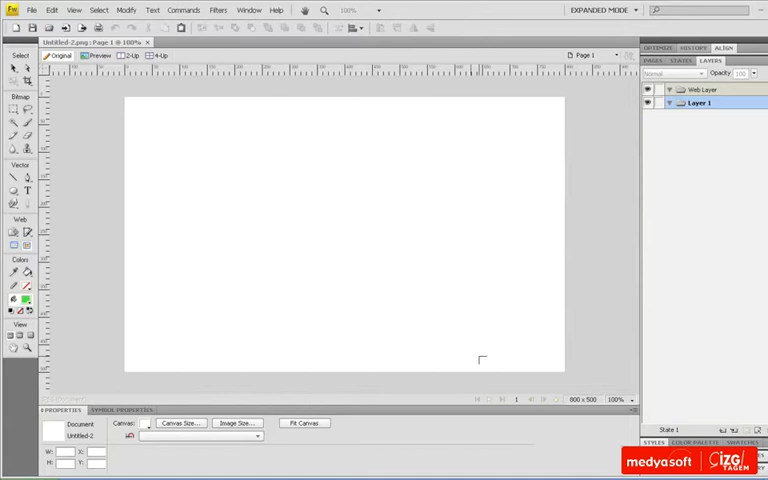 Fw File Edit View Select Modify Text Commands Filters Window Help 100% EXPANDED MODE
Untitled-2.png : Page 1 @ 100% ×
Original Preview 2-Up 4-Up Page 1
Select
Bitmap
Vector
Web
Colors
View
OPTIMIZE HISTORY ALIGN
PAGES STATES LAYERS
Normal Opacity 100
Web Layer
Layer 1
State 1
STYLES COLOR PALETTE SWATCHES
1 800 x 500 100%
PROPERTIES SYMBOL PROPERTIES
Document Canvas: Canvas Size... Image Size... Fit Canvas
Untitled-2
W: X:
H: Y:
medyasoft ÇİZGİ TAGEM